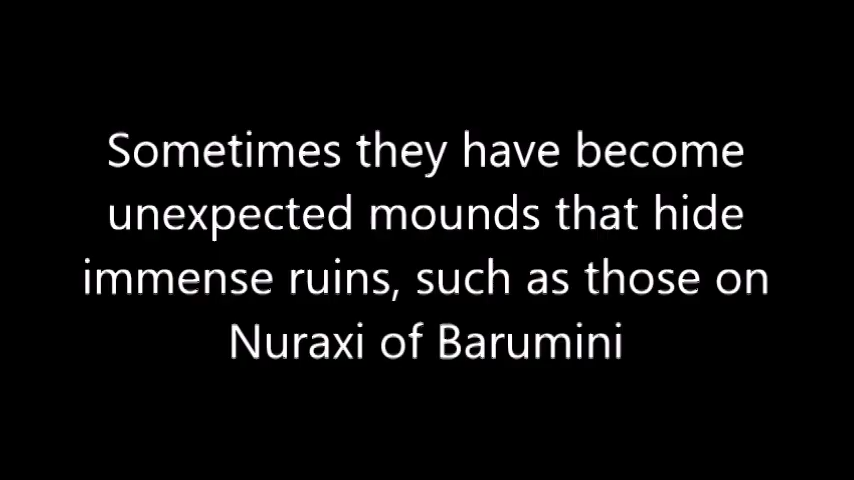 Sometimes they have become
unexpected mounds that hide
immense ruins, such as those on
Nuraxi of Barumini